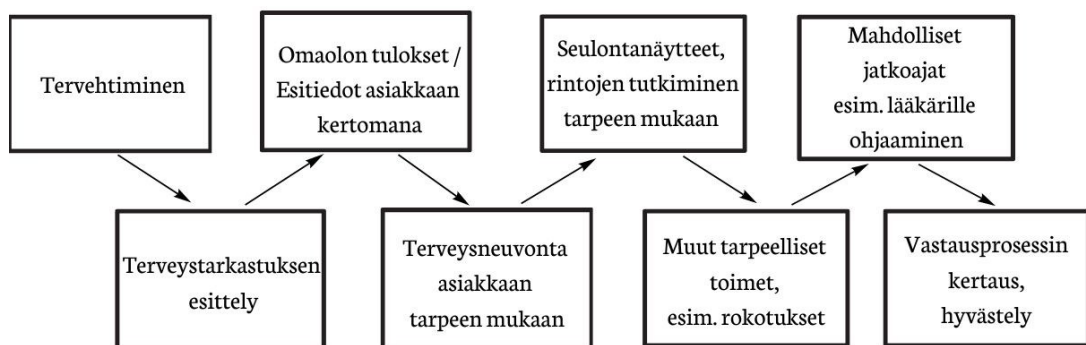 Tervehtiminen
Terveystarkastuksen
esittely
Omaolon tulokset /
Esitiedot asiakkaan
kertomana
Terveysneuvonta
asiakkaan
tarpeen mukaan
Seulontanäytteet,
rintojen tutkiminen
tarpeen mukaan
Muut tarpeelliset
toimet,
esim. rokotukset
Mahdolliset
jatkoajat
esim. lääkärille
ohjaaminen
Vastausprosessin
kertaus,
hyvästely